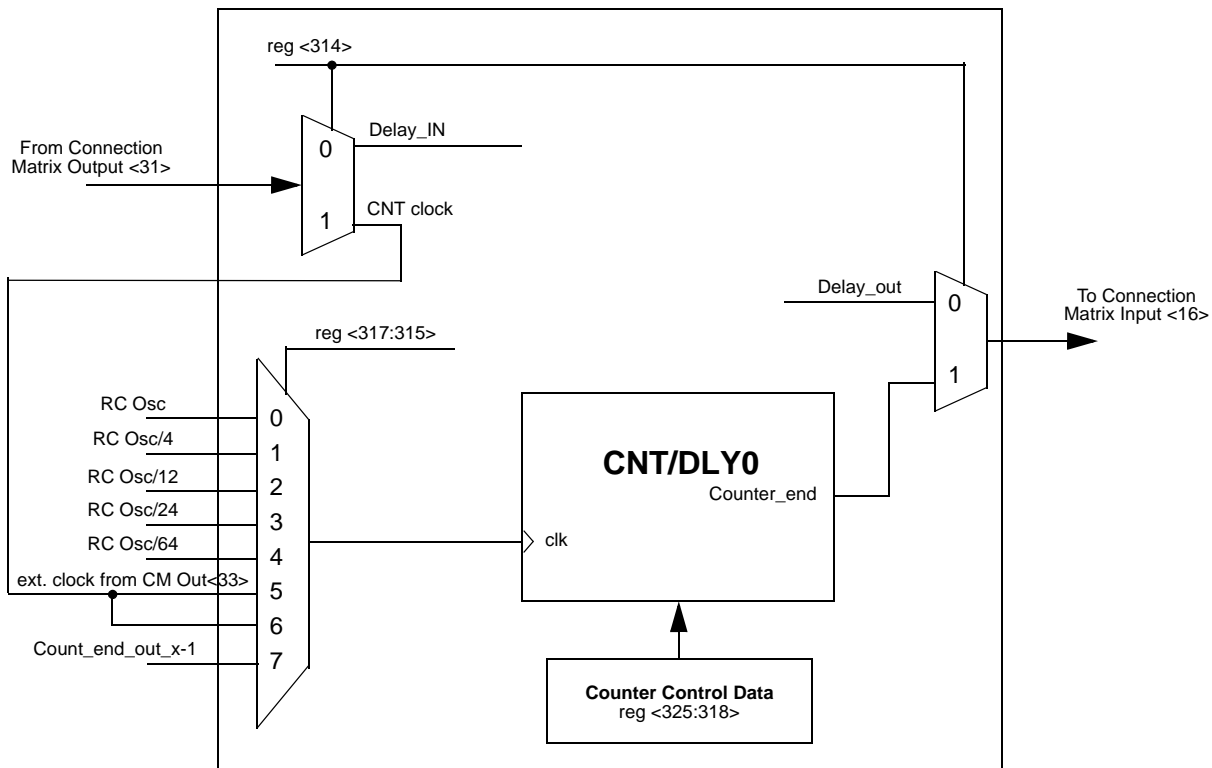 reg <314>
From Connection
Matrix Output <31>
0
Delay_IN
1
CNT clock
Delay_out
0
1
To Connection
Matrix Input <16>
reg <317:315>
RC Osc
0
RC Osc/4
1
RC Osc/12
2
RC Osc/24
3
RC Osc/64
4
ext. clock from CM Out<33>
5
6
Count_end_out_x-1
7
CNT/DLY0
Counter_end
clk
Counter Control Data
reg <325:318>